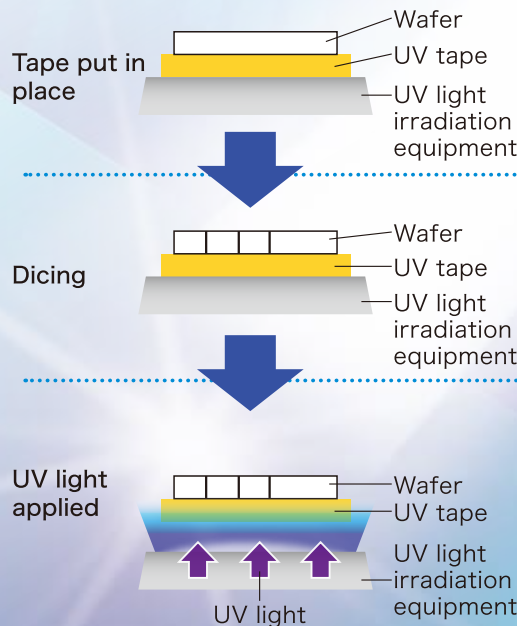 Wafer
Tape put in
place
UV tape
UV light
irradiation
equipment
Wafer
Dicing
UV tape
UV light
irradiation
equipment
UV light
applied
Wafer
UV tape
UV light
irradiation
equipment
UV light